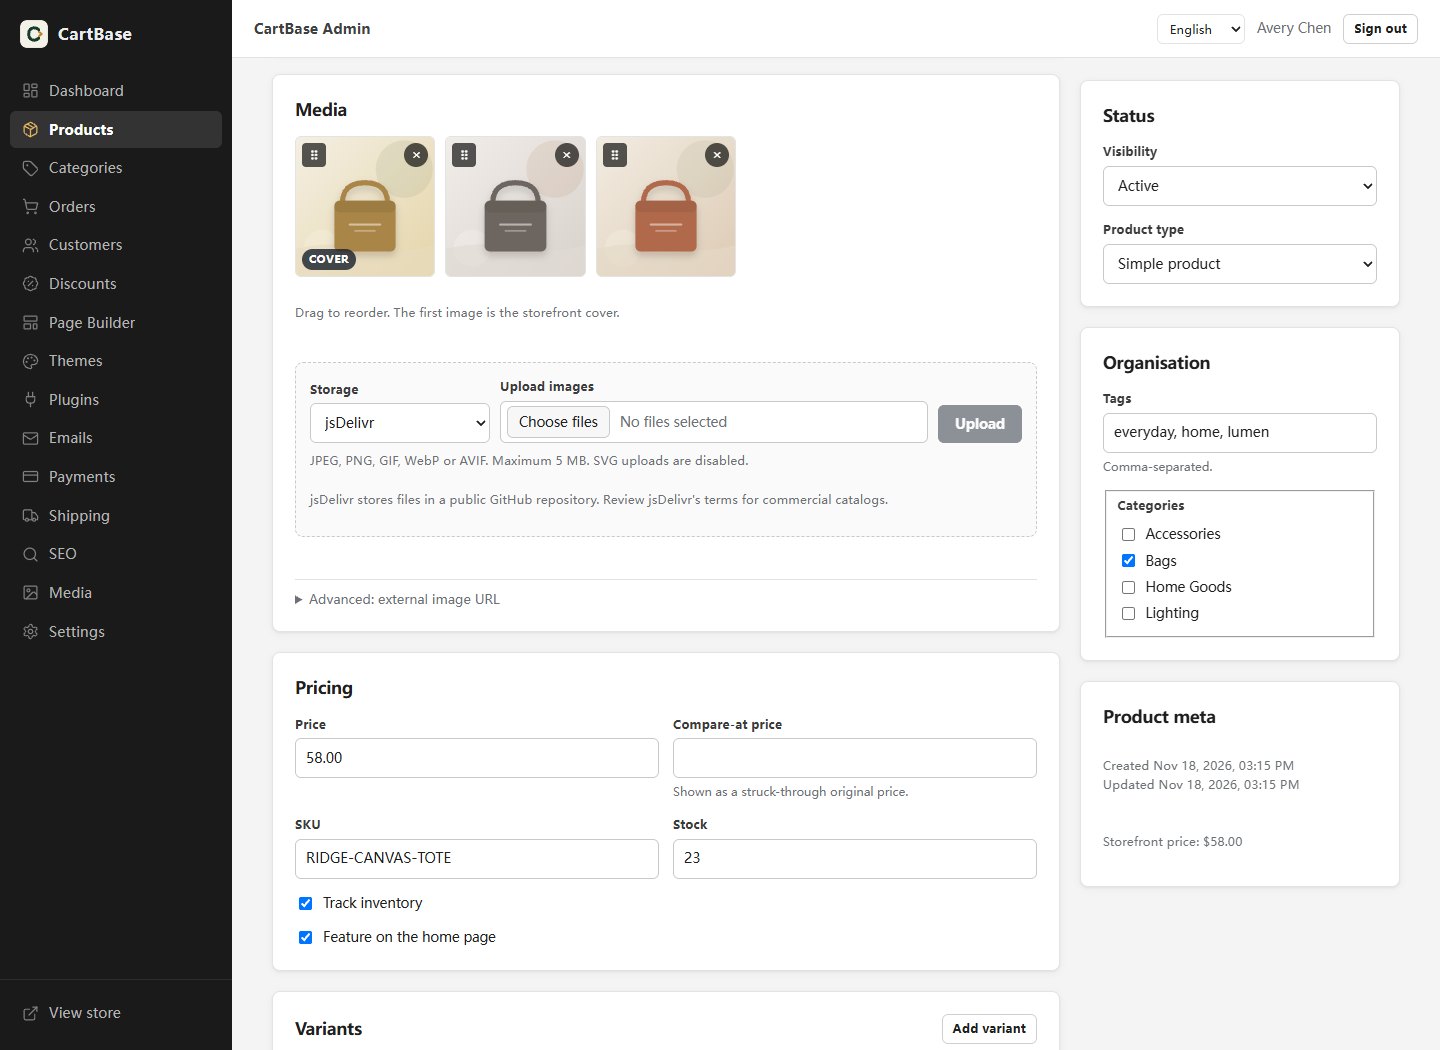 CartBase
Dashboard
Products
Categories
Orders
Customers
Discounts
Page Builder
Themes
Plugins
Emails
Payments
Shipping
SEO
Media
Settings
View store
CartBase Admin
English
Avery Chen
Sign out
Media
COVER
Drag to reorder. The first image is the storefront cover.
Storage
Upload images
jsDelivr
Choose files
No files selected
Upload
JPEG, PNG, GIF, WebP or AVIF. Maximum 5 MB. SVG uploads are disabled.
jsDelivr stores files in a public GitHub repository. Review jsDelivr's terms for commercial catalogs.
Advanced: external image URL
Pricing
Price
Compare-at price
58.00
Shown as a struck-through original price.
SKU
Stock
RIDGE-CANVAS-TOTE
23
Track inventory
Feature on the home page
Variants
Add variant
Status
Visibility
Active
Product type
Simple product
Organisation
Tags
everyday, home, lumen
Comma-separated.
Categories
Accessories
Bags
Home Goods
Lighting
Product meta
Created Nov 18, 2026, 03:15 PM
Updated Nov 18, 2026, 03:15 PM
Storefront price: $58.00